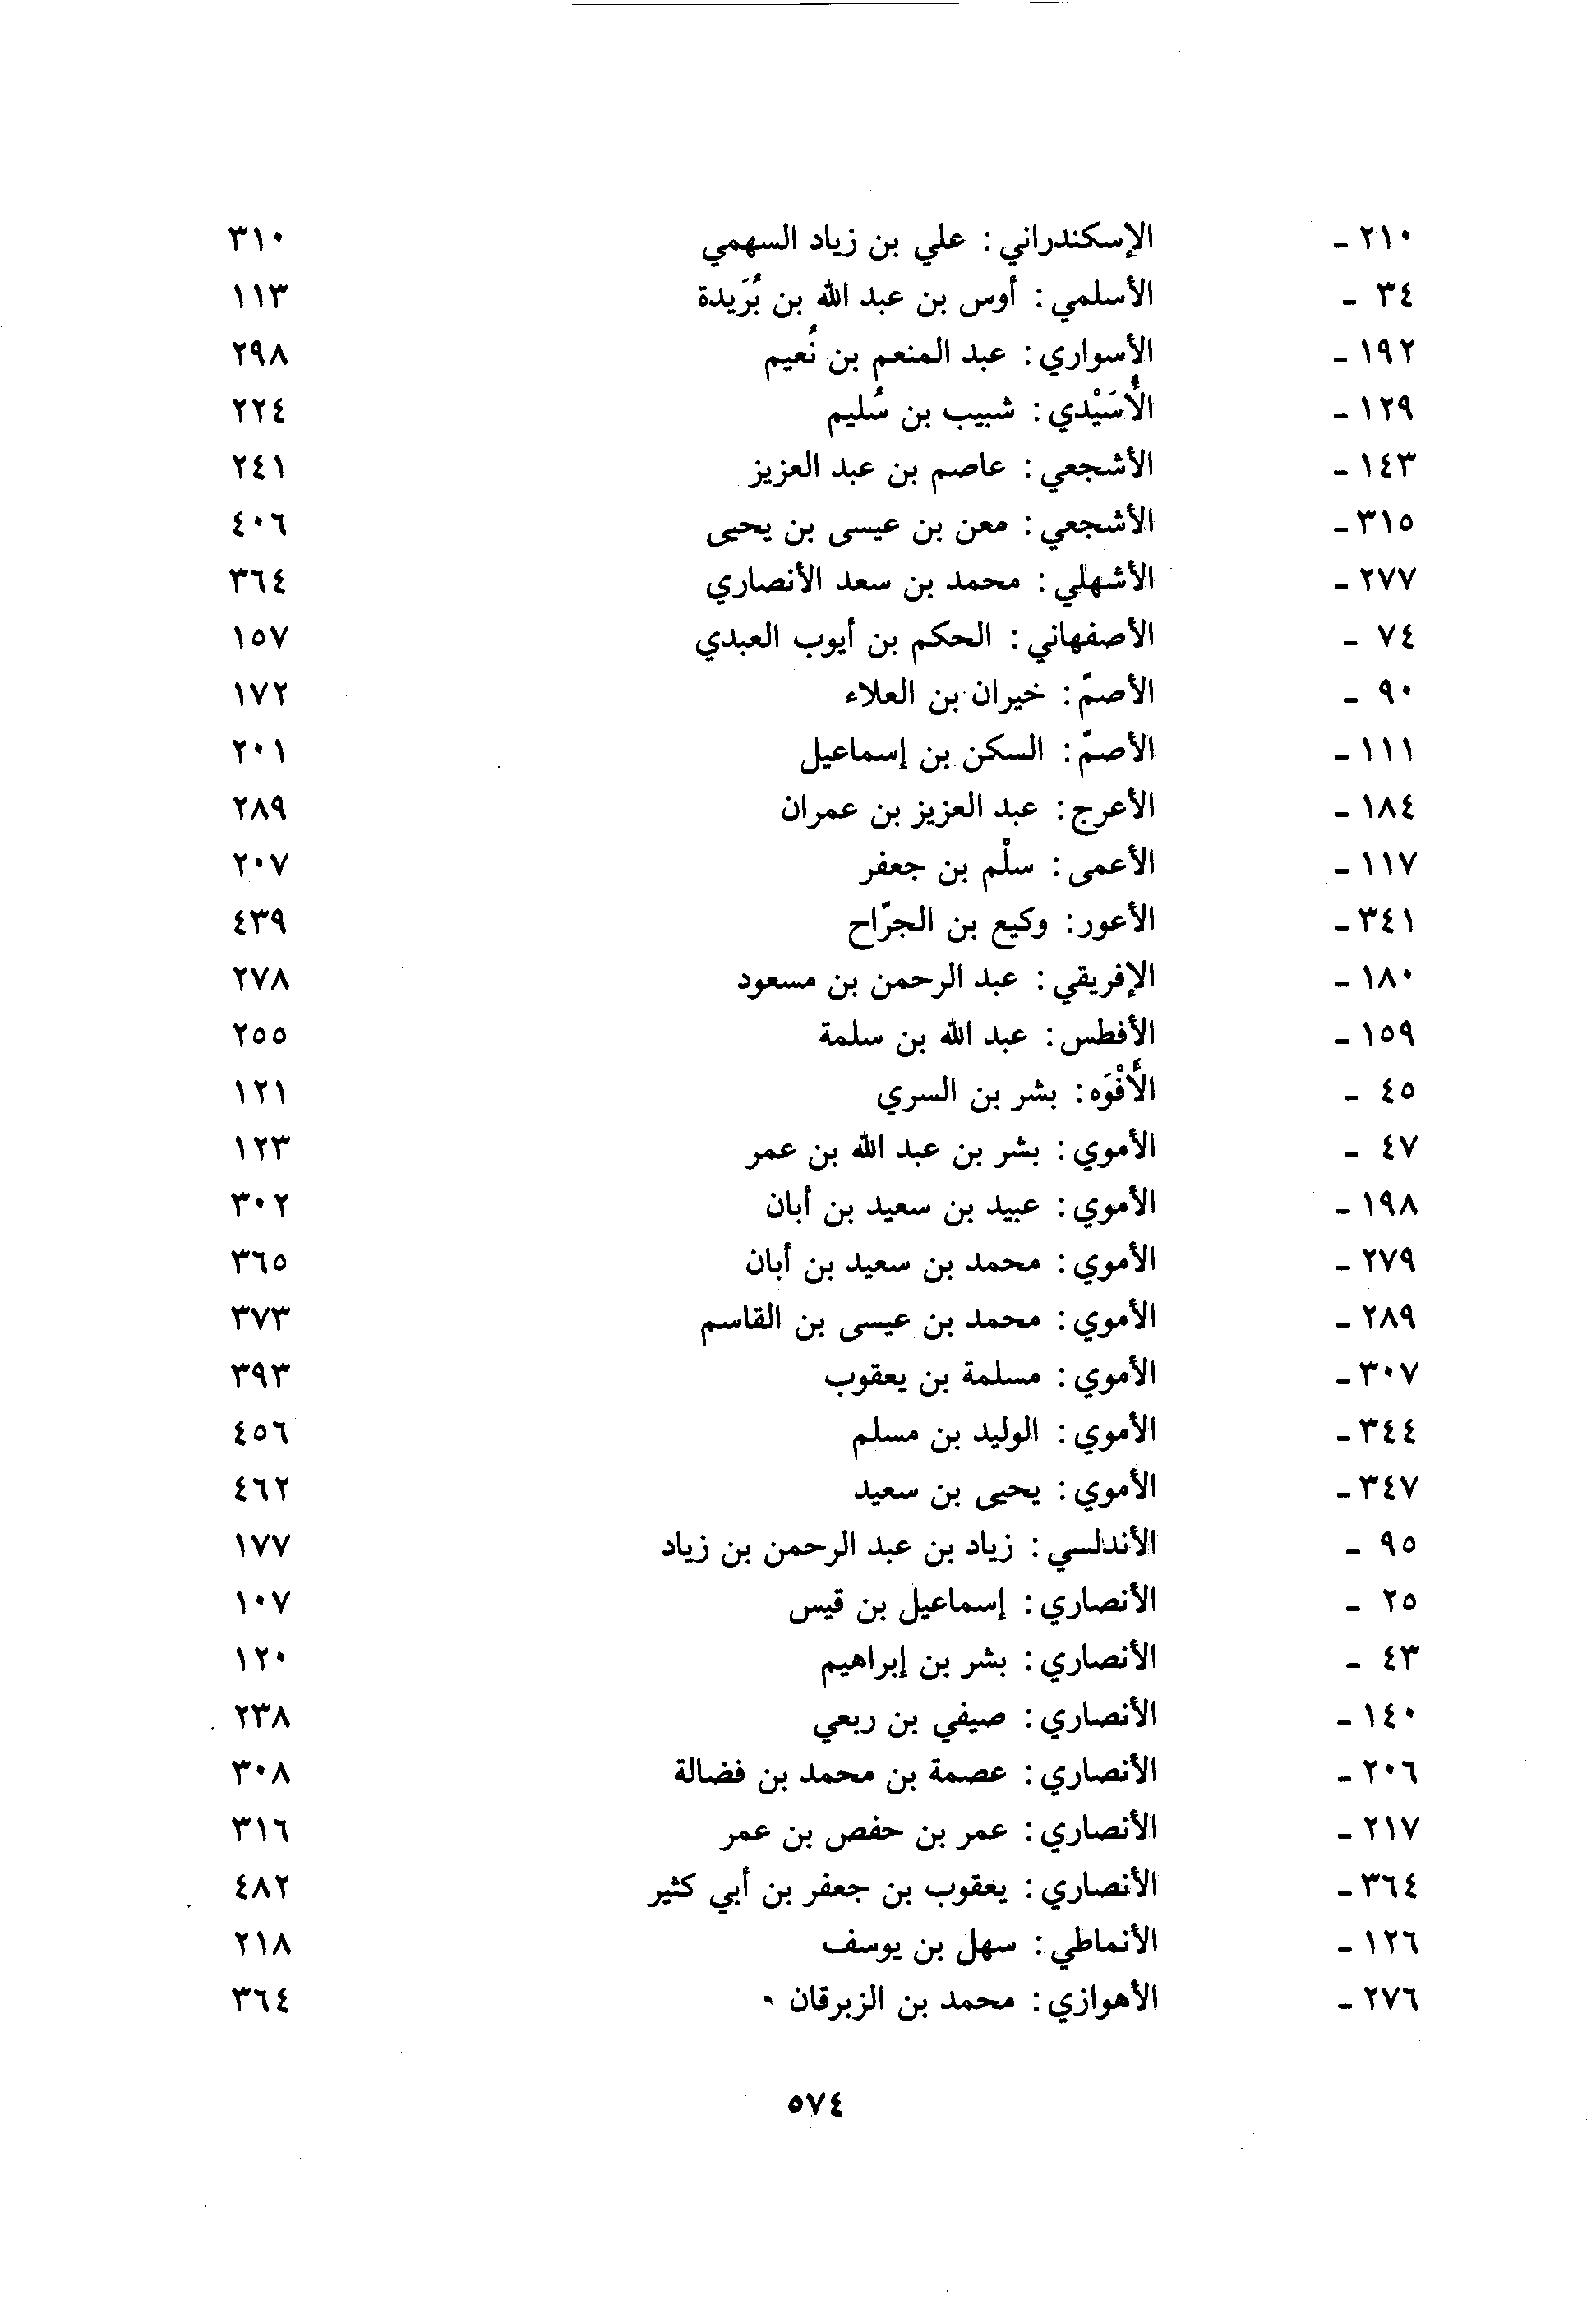 ٢١٠ - الإسكندراني: علي بن زياد السهمي ٣١٠
٣٤ - الأسلمي: أوس بن عبد الله بن بُرَيدة ١١٣
١٩٢ - الأسواري: عبد المنعم بن نُعيم ٢٩٨
١٢٩ - الأُسَيْدي: شبيب بن سُليم ٢٢٤
١٤٣ - الأشجعي: عاصم بن عبد العزيز ٢٤١
٣١٥ - الأشجعي: معن بن عيسى بن يحيى ٤٠٦
٢٧٧ - الأشهلي: محمد بن سعد الأنصاري ٣٦٤
٧٤ - الأصفهاني: الحكم بن أيوب العبدي ١٥٧
٩٠ - الأصمّ: خيران بن العلاء ١٧٢
١١١ - الأصمّ: السكن بن إسماعيل ٢٠١
١٨٤ - الأعرج: عبد العزيز بن عمران ٢٨٩
١١٧ - الأعمى: سلْم بن جعفر ٢٠٧
٣٤١ - الأعور: وكيع بن الجرّاح ٤٣٩
١٨٠ - الإفريقي: عبد الرحمن بن مسعود ٢٧٨
١٥٩ - الأفطس: عبد الله بن سلمة ٢٥٥
٤٥ - الأَفْوَه: بشر بن السري ١٢١
٤٧ - الأموي: بشر بن عبد الله بن عمر ١٢٣
١٩٨ - الأموي: عبيد بن سعيد بن أبان ٣٠٢
٢٧٩ - الأموي: محمد بن سعيد بن أبان ٣٦٥
٢٨٩ - الأموي: محمد بن عيسى بن القاسم ٣٧٣
٣٠٧ - الأموي: مسلمة بن يعقوب ٣٩٣
٣٤٤ - الأموي: الوليد بن مسلم ٤٥٦
٣٤٧ - الأموي: يحيى بن سعيد ٤٦٢
٩٥ - الأندلسي: زياد بن عبد الرحمن بن زياد ١٧٧
٢٥ - الأنصاري: إسماعيل بن قيس ١٠٧
٤٣ - الأنصاري: بشر بن إبراهيم ١٢٠
١٤٠ - الأنصاري: صيفي بن ربعي ٢٣٨
٢٠٦ - الأنصاري: عصمة بن محمد بن فضالة ٣٠٨
٢١٧ - الأنصاري: عمر بن حفص بن عمر ٣١٦
٣٦٤ - الأنصاري: يعقوب بن جعفر بن أبي كثير ٤٨٢
١٢٦ - الأنماطي: سهل بن يوسف ٢١٨
٢٧٦ - الأهوازي: محمد بن الزبرقان ٣٦٤
٥٧٤